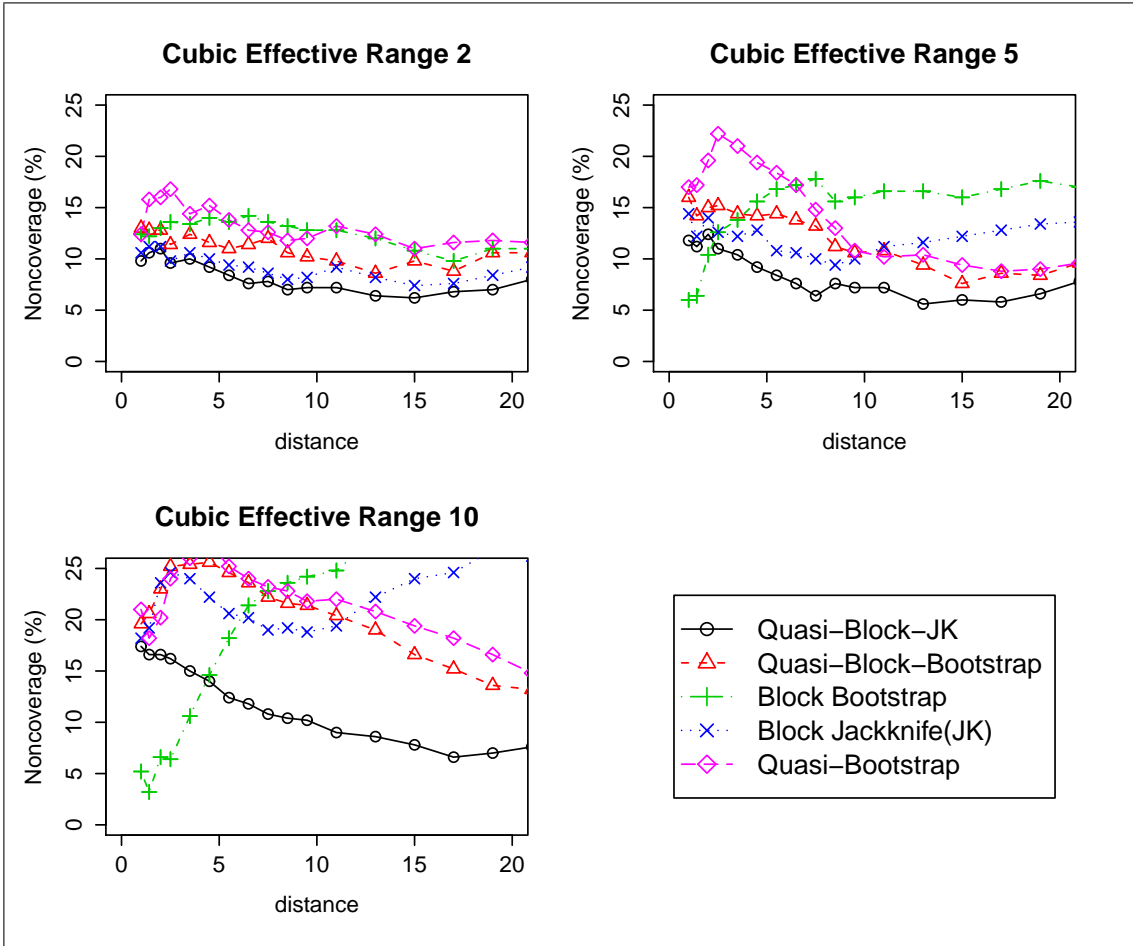 Cubic Effective Range 2
Noncoverage (%)
0 5 10 15 20 25
0 5 10 15 20
distance
Cubic Effective Range 5
Noncoverage (%)
0 5 10 15 20 25
0 5 10 15 20
distance
Cubic Effective Range 10
Noncoverage (%)
0 5 10 15 20 25
0 5 10 15 20
distance
Quasi−Block−JK
Quasi−Block−Bootstrap
Block Bootstrap
Block Jackknife(JK)
Quasi−Bootstrap